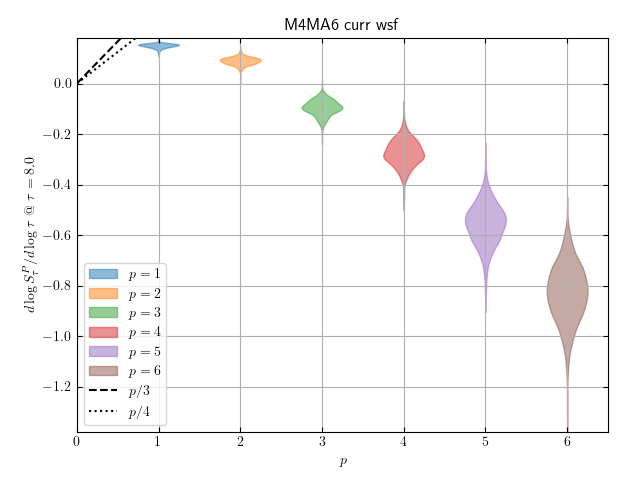 M4MA6 curr wsf
d log S_τ^P / d log τ @ τ = 8.0
0.0
−0.2
−0.4
−0.6
−0.8
−1.0
−1.2
p = 1
p = 2
p = 3
p = 4
p = 5
p = 6
p/3
p/4
0 1 2 3 4 5 6
p